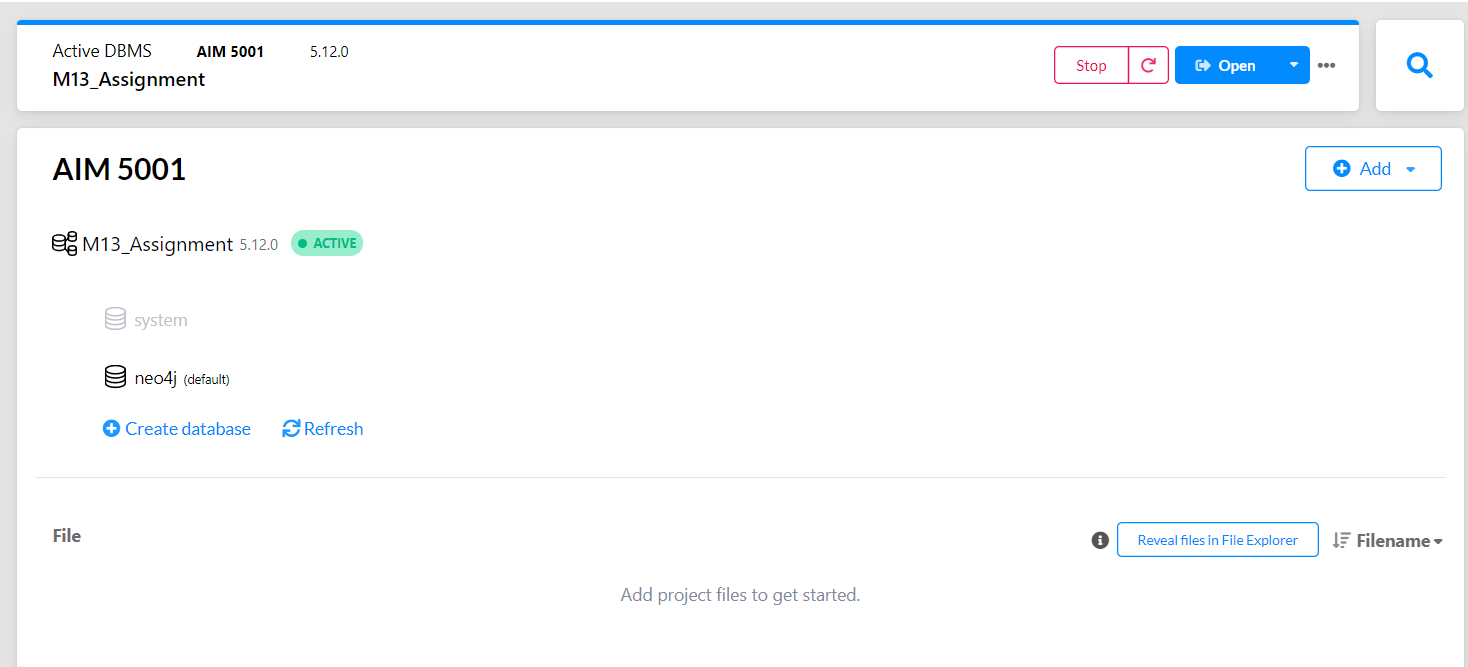 Active DBMS AIM 5001 5.12.0
M13_Assignment
Stop Open
AIM 5001
Add
M13_Assignment 5.12.0 ACTIVE
system
neo4j (default)
Create database Refresh
File
Reveal files in File Explorer Filename
Add project files to get started.